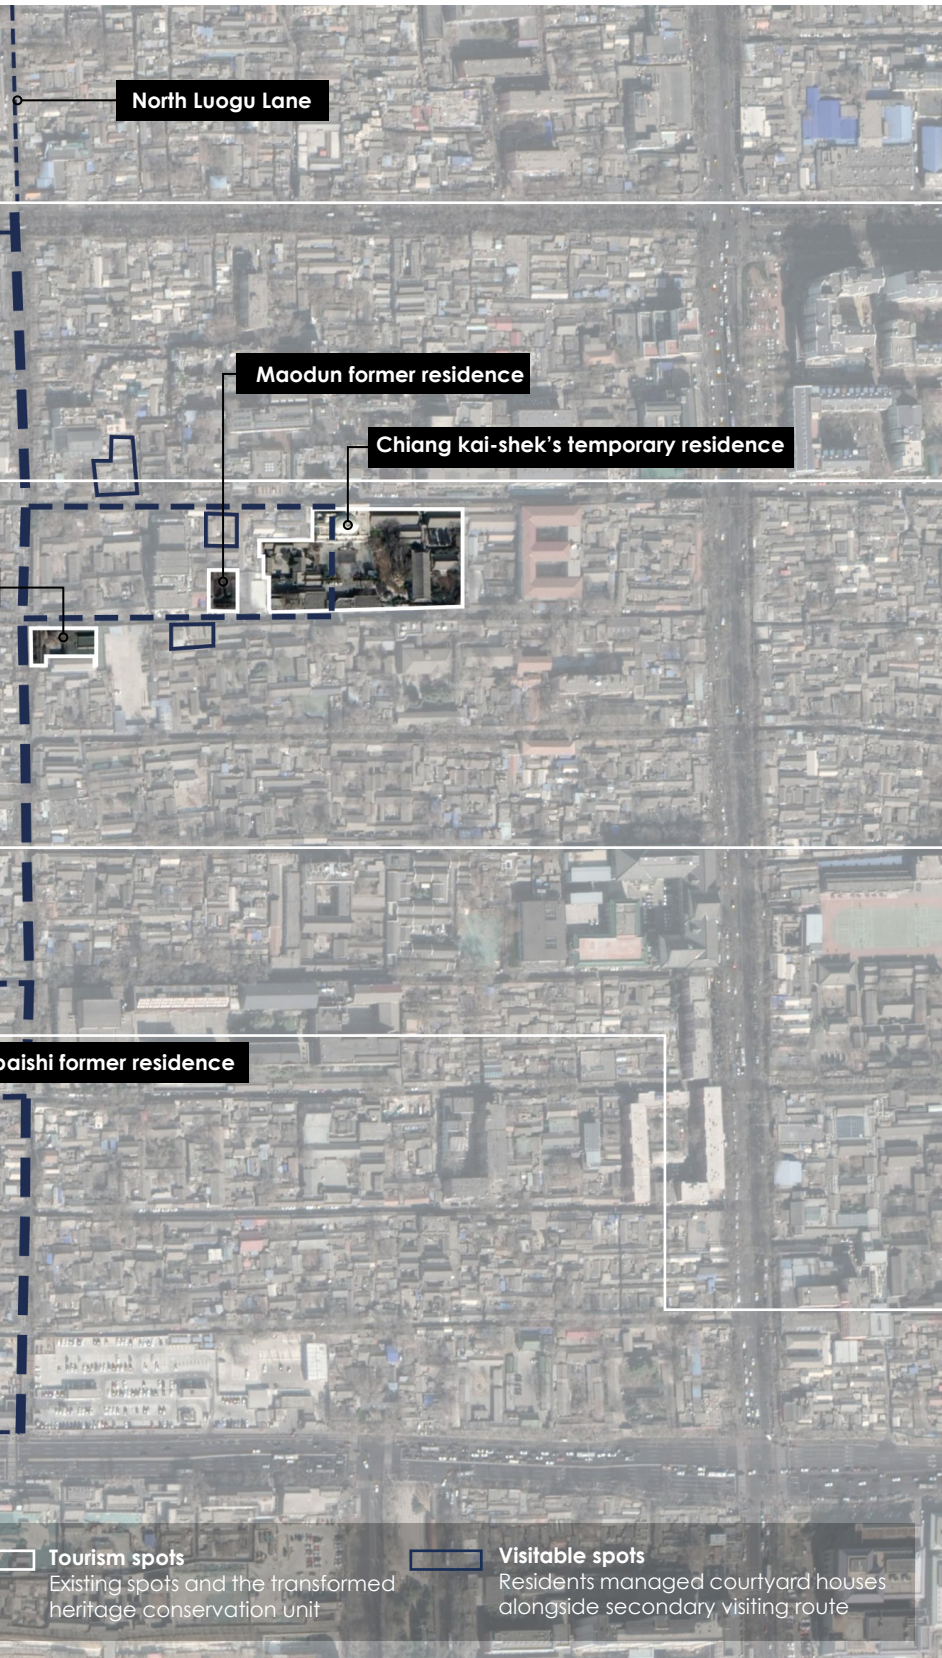 North Luogu Lane
Maodun former residence
Chiang kai-shek's temporary residence
paishi former residence
Tourism spots
Existing spots and the transformed
heritage conservation unit
Visitable spots
Residents managed courtyard houses
alongside secondary visiting route